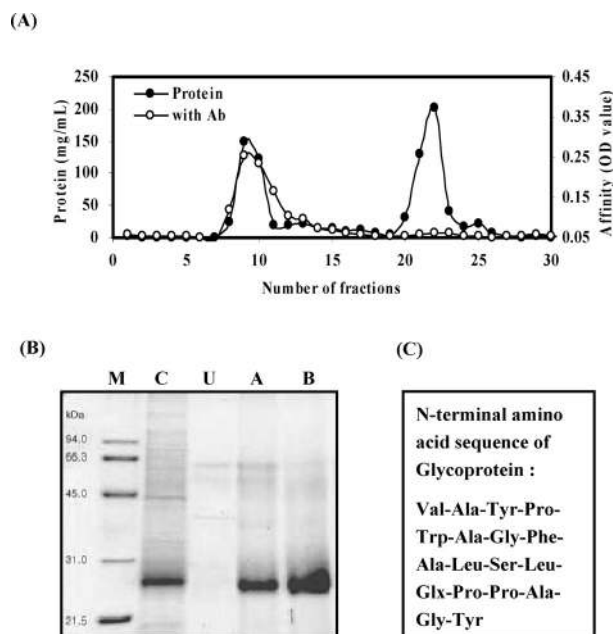 (A)
250
200
150
100
50
0
Protein (mg/mL)
Protein
with Ab
0.45
0.35
0.25
0.15
0.05
Affinity (OD value)
0 5 10 15 20 25 30
Number of fractions
(B)
M C U A B
kDa
94.0
66.3
45.0
31.0
21.5
(C)
N-terminal amino
acid sequence of
Glycoprotein :
Val-Ala-Tyr-Pro-
Trp-Ala-Gly-Phe-
Ala-Leu-Ser-Leu-
Glx-Pro-Pro-Ala-
Gly-Tyr